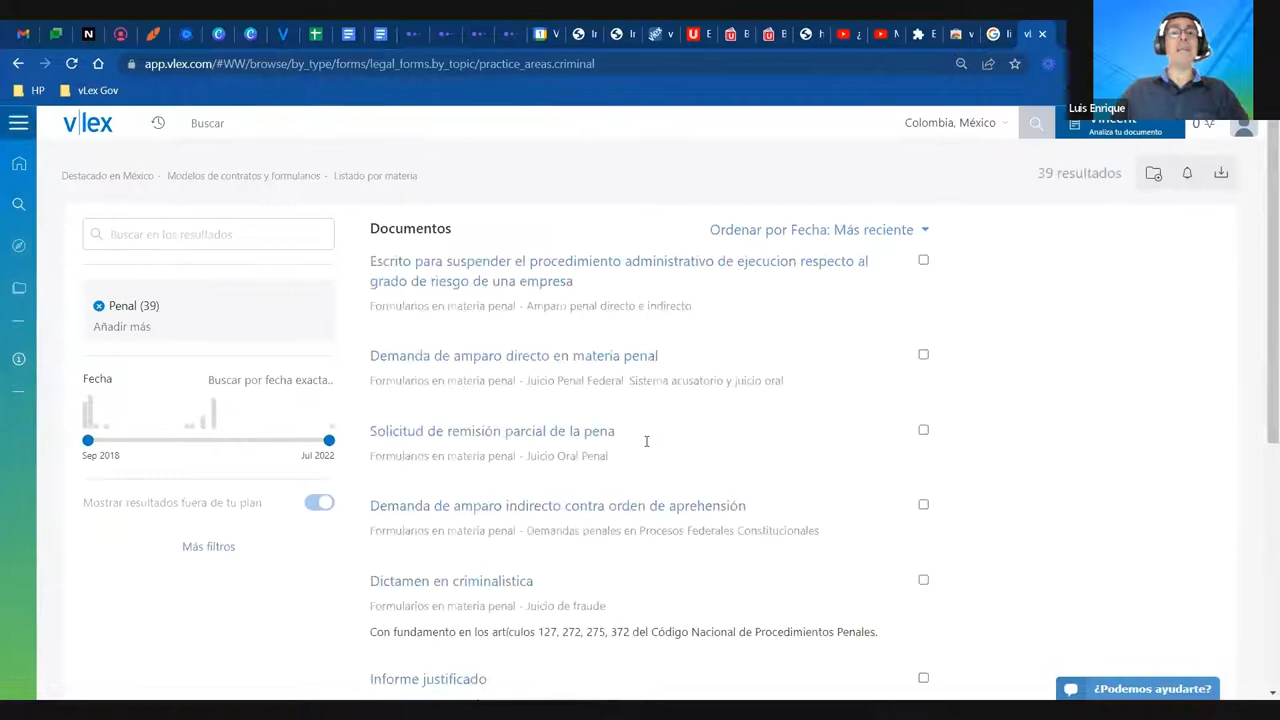 app.vlex.com/#WW/browse/by_type/forms/legal_forms.by_topic/practice_areas.criminal
Luis Enrique
HP
vLex Gov
v|lex
Buscar
Colombia, México
Vincent
Analiza tu documento
0
Destacado en México · Modelos de contratos y formularios · Listado por materia
39 resultados
Buscar en los resultados
Documentos
Ordenar por Fecha: Más reciente
Escrito para suspender el procedimiento administrativo de ejecucion respecto al
grado de riesgo de una empresa
Formularios en materia penal - Amparo penal directo e indirecto
Penal (39)
Añadir más
Demanda de amparo directo en materia penal
Formularios en materia penal - Juicio Penal Federal. Sistema acusatorio y juicio oral
Fecha
Buscar por fecha exacta..
Solicitud de remisión parcial de la pena
Formularios en materia penal - Juicio Oral Penal
Sep 2018
Jul 2022
Mostrar resultados fuera de tu plan
Demanda de amparo indirecto contra orden de aprehensión
Formularios en materia penal - Demandas penales en Procesos Federales Constitucionales
Más filtros
Dictamen en criminalistica
Formularios en materia penal - Juicio de fraude
Con fundamento en los artículos 127, 272, 275, 372 del Código Nacional de Procedimientos Penales.
Informe justificado
¿Podemos ayudarte?